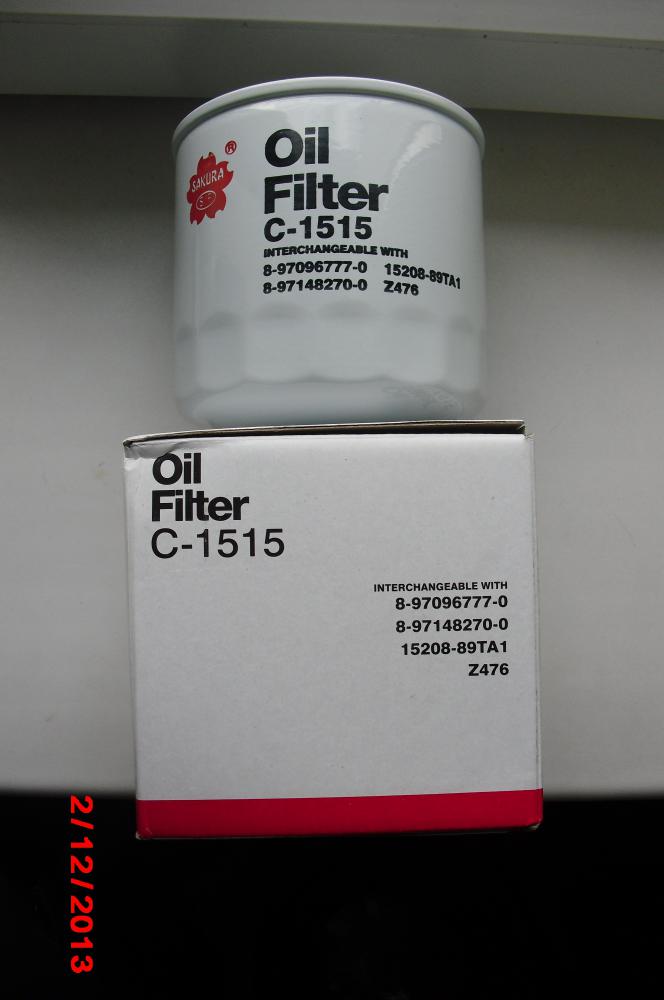 SAKURA
®
Oil
Filter
C-1515
INTERCHANGEABLE WITH
8-97096777-0 15208-89TA1
8-97148270-0 Z476
Oil
Filter
C-1515
INTERCHANGEABLE WITH
8-97096777-0
8-97148270-0
15208-89TA1
Z476
2/12/2013